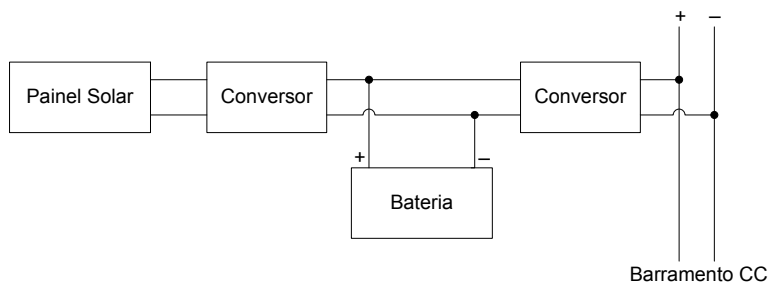 + –
Painel Solar
Conversor
Conversor
+ –
Bateria
Barramento CC